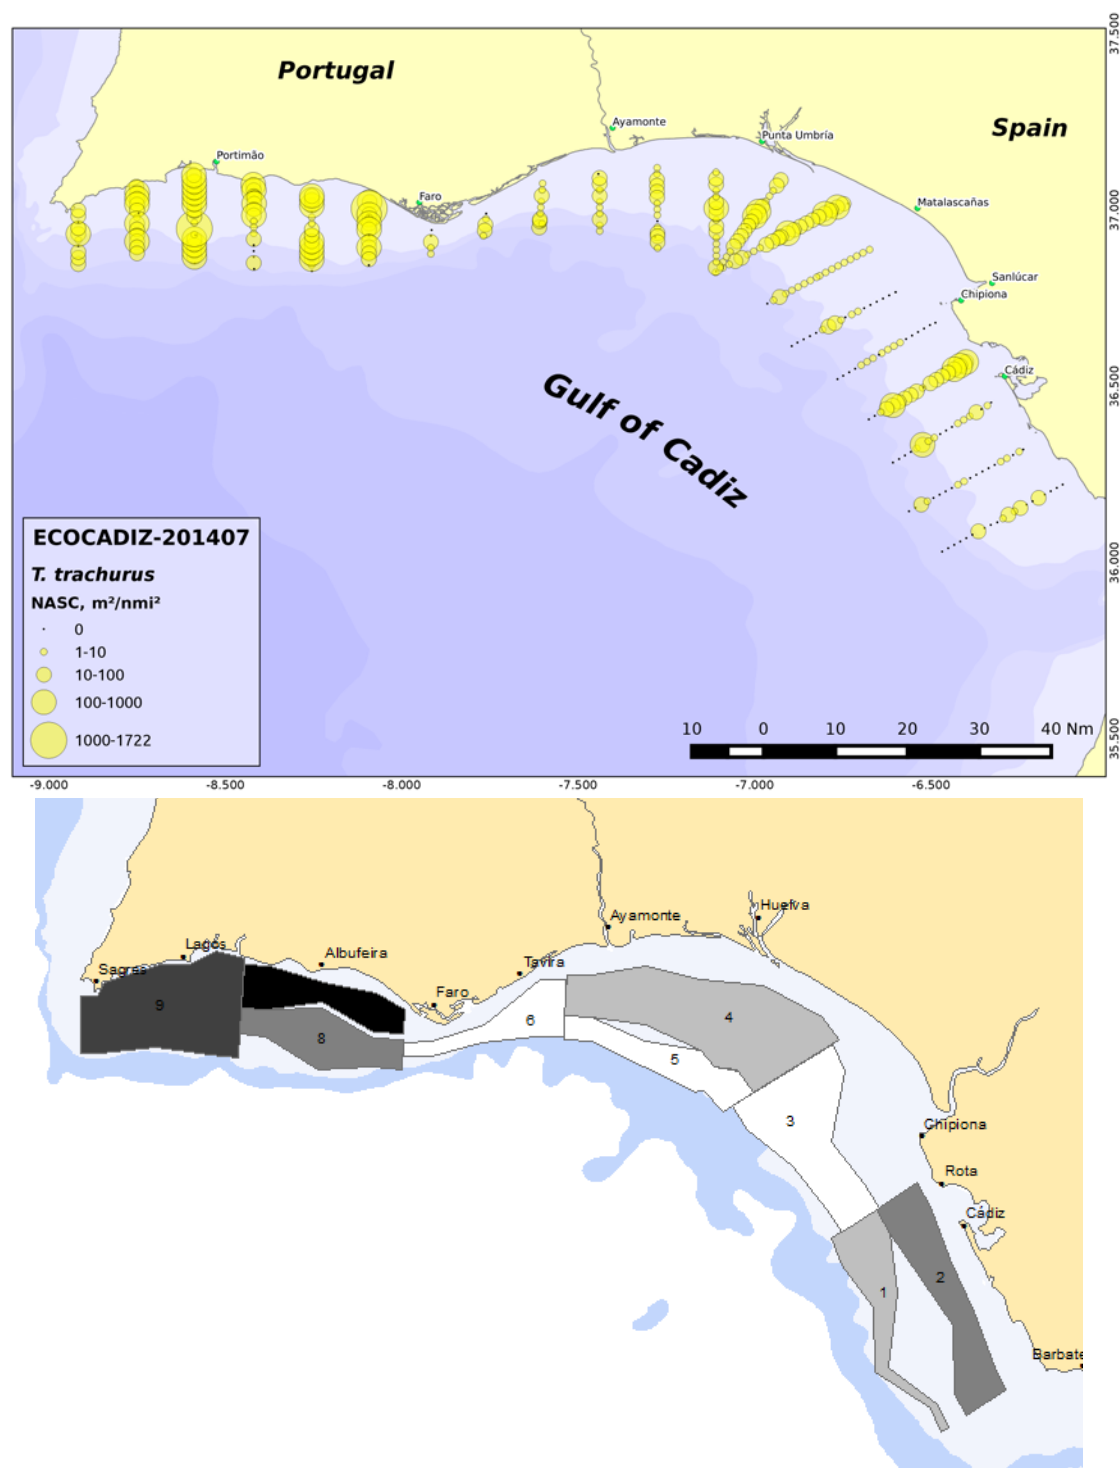 Portugal
Spain
Ayamonte
Punta Umbría
Portimão
Faro
Matalascañas
Sanlúcar
Chipiona
Cádiz
Gulf of Cadiz
37.500
37.000
36.500
36.000
35.500
ECOCADIZ-201407
T. trachurus
NASC, m²/nmi²
0
1-10
10-100
100-1000
1000-1722
10 0 10 20 30 40 Nm
-9.000 -8.500 -8.000 -7.500 -7.000 -6.500
Huelva
Ayamonte
Lagos
Albufeira
Tavira
Sagres
Faro
9
8
6
4
5
3
Chipiona
Rota
Cádiz
1
2
Barbate